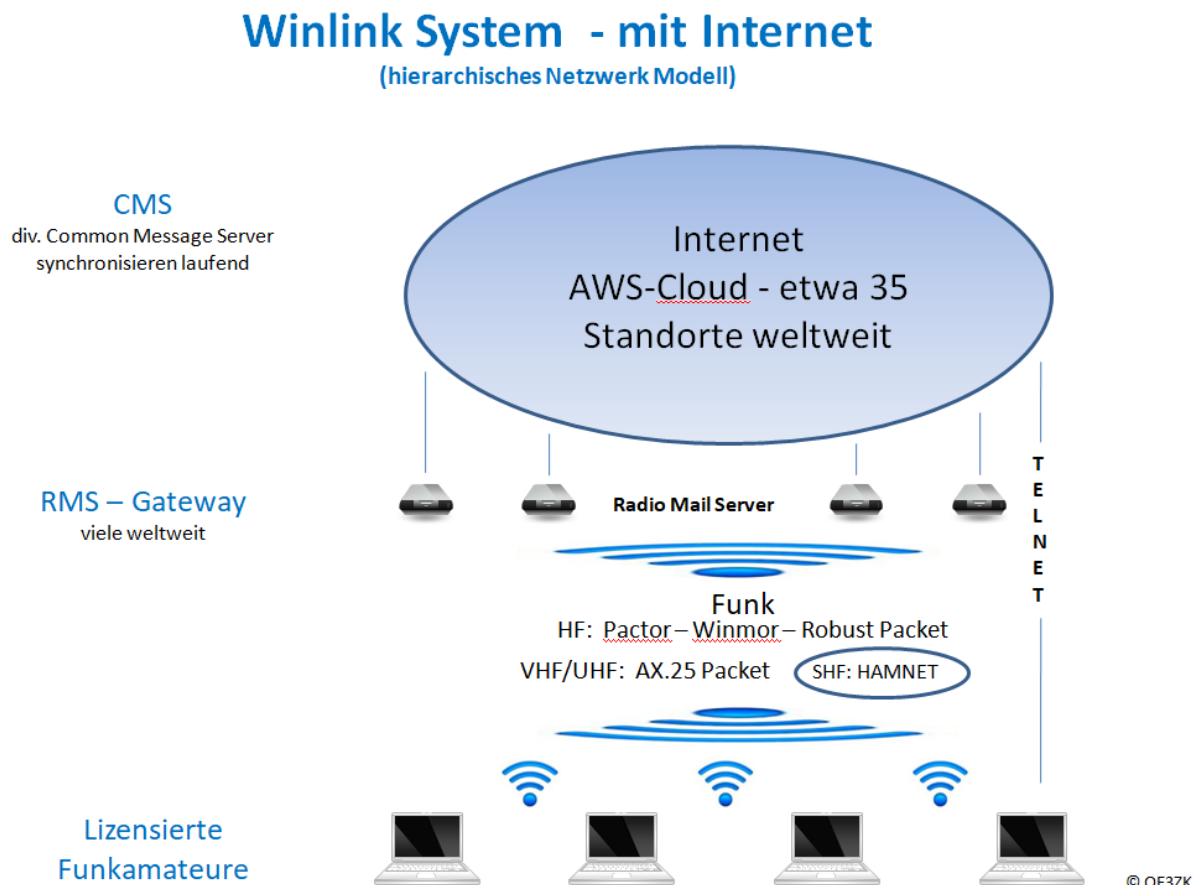 Winlink System - mit Internet
(hierarchisches Netzwerk Modell)
CMS
div. Common Message Server
synchronisieren laufend
Internet
AWS-Cloud - etwa 35
Standorte weltweit
RMS – Gateway
viele weltweit
Radio Mail Server
TELNET
Funk
HF: Pactor – Winmor – Robust Packet
VHF/UHF: AX.25 Packet
SHF: HAMNET
Lizensierte
Funkamateure
© OE3ZK